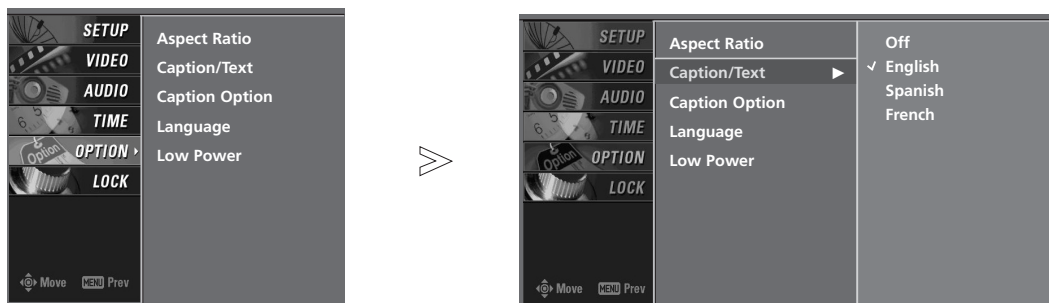 SETUP
VIDEO
AUDIO
TIME
OPTION
LOCK
Aspect Ratio
Caption/Text
Caption Option
Language
Low Power
Move MENU Prev
SETUP
VIDEO
AUDIO
TIME
OPTION
LOCK
Aspect Ratio
Caption/Text
Caption Option
Language
Low Power
Off
English
Spanish
French
Move MENU Prev